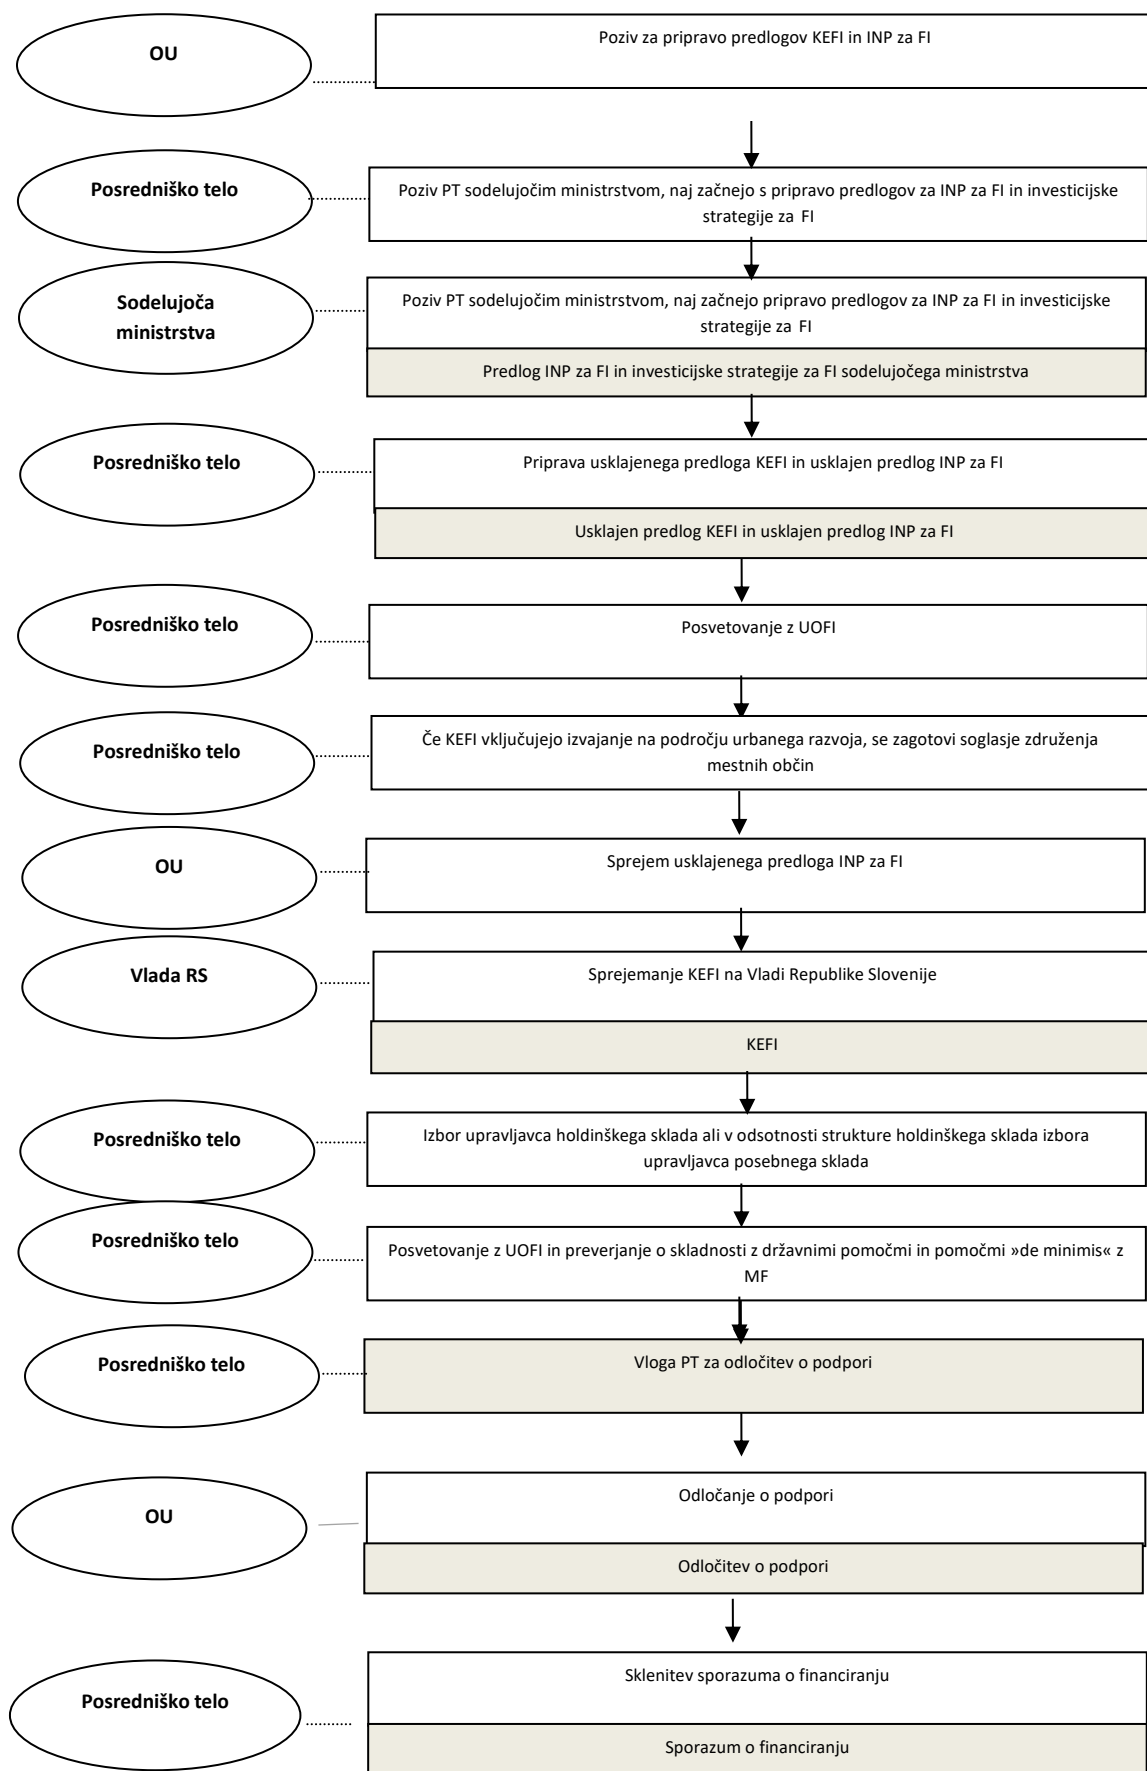 OU
Poziv za pripravo predlogov KEFI in INP za FI
Posredniško telo
Poziv PT sodelujočim ministrstvom, naj začnejo s pripravo predlogov za INP za FI in investicijske
strategije za FI
Sodelujoča
ministrstva
Poziv PT sodelujočim ministrstvom, naj začnejo pripravo predlogov za INP za FI in investicijske
strategije za FI
Predlog INP za FI in investicijske strategije za FI sodelujočega ministrstva
Posredniško telo
Priprava usklajenega predloga KEFI in usklajen predlog INP za FI
Usklajen predlog KEFI in usklajen predlog INP za FI
Posredniško telo
Posvetovanje z UOFI
Posredniško telo
Če KEFI vključujejo izvajanje na področju urbanega razvoja, se zagotovi soglasje združenja
mestnih občin
OU
Sprejem usklajenega predloga INP za FI
Vlada RS
Sprejemanje KEFI na Vladi Republike Slovenije
KEFI
Posredniško telo
Izbor upravljavca holdinškega sklada ali v odsotnosti strukture holdinškega sklada izbora
upravljavca posebnega sklada
Posredniško telo
Posvetovanje z UOFI in preverjanje o skladnosti z državnimi pomočmi in pomočmi »de minimis« z
MF
Posredniško telo
Vloga PT za odločitev o podpori
OU
Odločanje o podpori
Odločitev o podpori
Posredniško telo
Sklenitev sporazuma o financiranju
Sporazum o financiranju